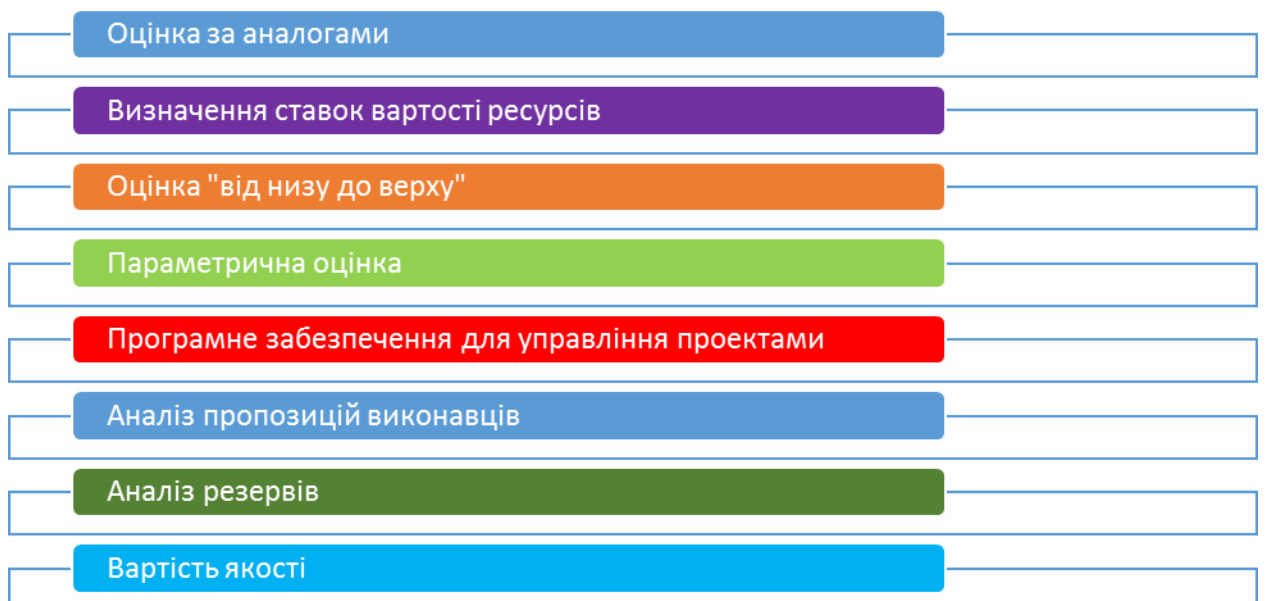 Оцінка за аналогами
Визначення ставок вартості ресурсів
Оцінка "від низу до верху"
Параметрична оцінка
Програмне забезпечення для управління проектами
Аналіз пропозицій виконавців
Аналіз резервів
Вартість якості